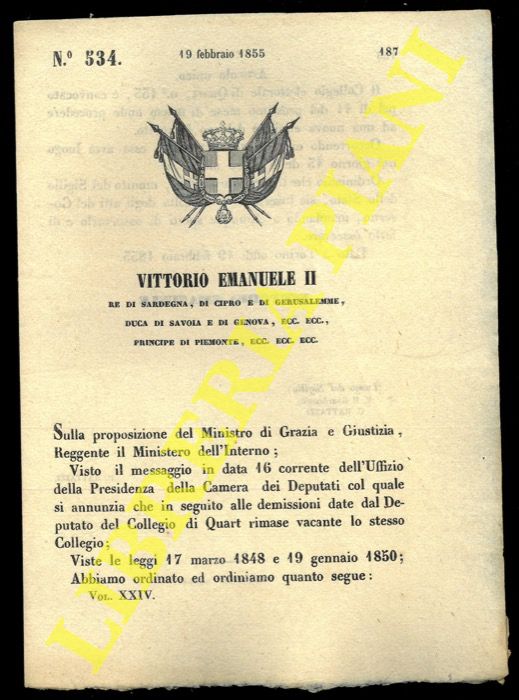 N.º 534.
19 febbraio 1855
187
VITTORIO EMANUELE II
RE DI SARDEGNA, DI CIPRO E DI GERUSALEMME,
DUCA DI SAVOIA E DI GENOVA, ECC. ECC.,
PRINCIPE DI PIEMONTE, ECC. ECC. ECC.
Sulla proposizione del Ministro di Grazia e Giustizia,
Reggente il Ministero dell'Interno;
Visto il messaggio in data 16 corrente dell'Uffizio
della Presidenza della Camera dei Deputati col quale
si annunzia che in seguito alle demissioni date dal De-
putato del Collegio di Quart rimase vacante lo stesso
Collegio;
Viste le leggi 17 marzo 1848 e 19 gennaio 1850;
Abbiamo ordinato ed ordiniamo quanto segue:
VOL. XXIV.
LIBRERIA PIANI